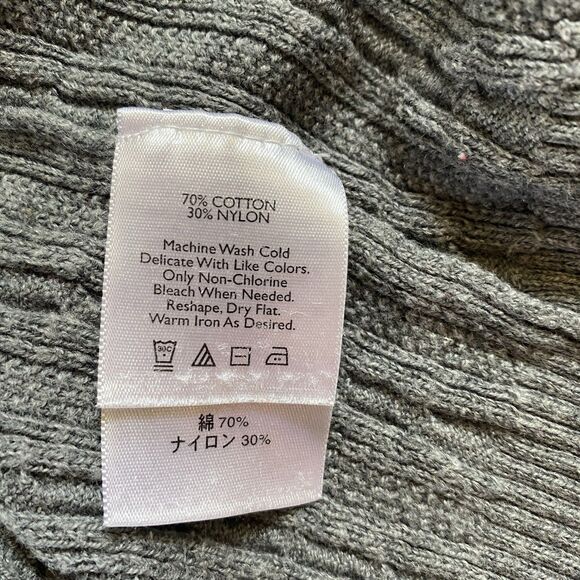 70% COTTON
30% NYLON
Machine Wash Cold
Delicate With Like Colors.
Only Non-Chlorine
Bleach When Needed.
Reshape, Dry Flat.
Warm Iron As Desired.
30C
綿 70%
ナイロン 30%